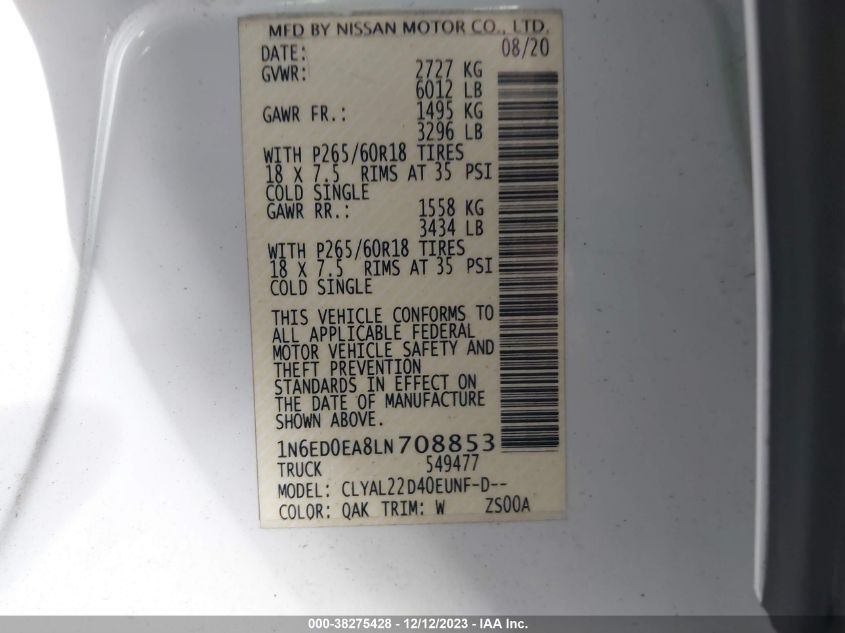 MFD BY NISSAN MOTOR CO., LTD.
DATE: 08/20
GVWR: 2727 KG
6012 LB
GAWR FR.: 1495 KG
3296 LB
WITH P265/60R18 TIRES
18 X 7.5 RIMS AT 35 PSI
COLD SINGLE
GAWR RR.: 1558 KG
3434 LB
WITH P265/60R18 TIRES
18 X 7.5 RIMS AT 35 PSI
COLD SINGLE
THIS VEHICLE CONFORMS TO
ALL APPLICABLE FEDERAL
MOTOR VEHICLE SAFETY AND
THEFT PREVENTION
STANDARDS IN EFFECT ON
THE DATE OF MANUFACTURE
SHOWN ABOVE.
1N6ED0EA8LN708853
TRUCK 549477
MODEL: CLYAL22D40EUNF-D--
COLOR: QAK TRIM: W ZS00A
000-38275428 - 12/12/2023 - IAA Inc.